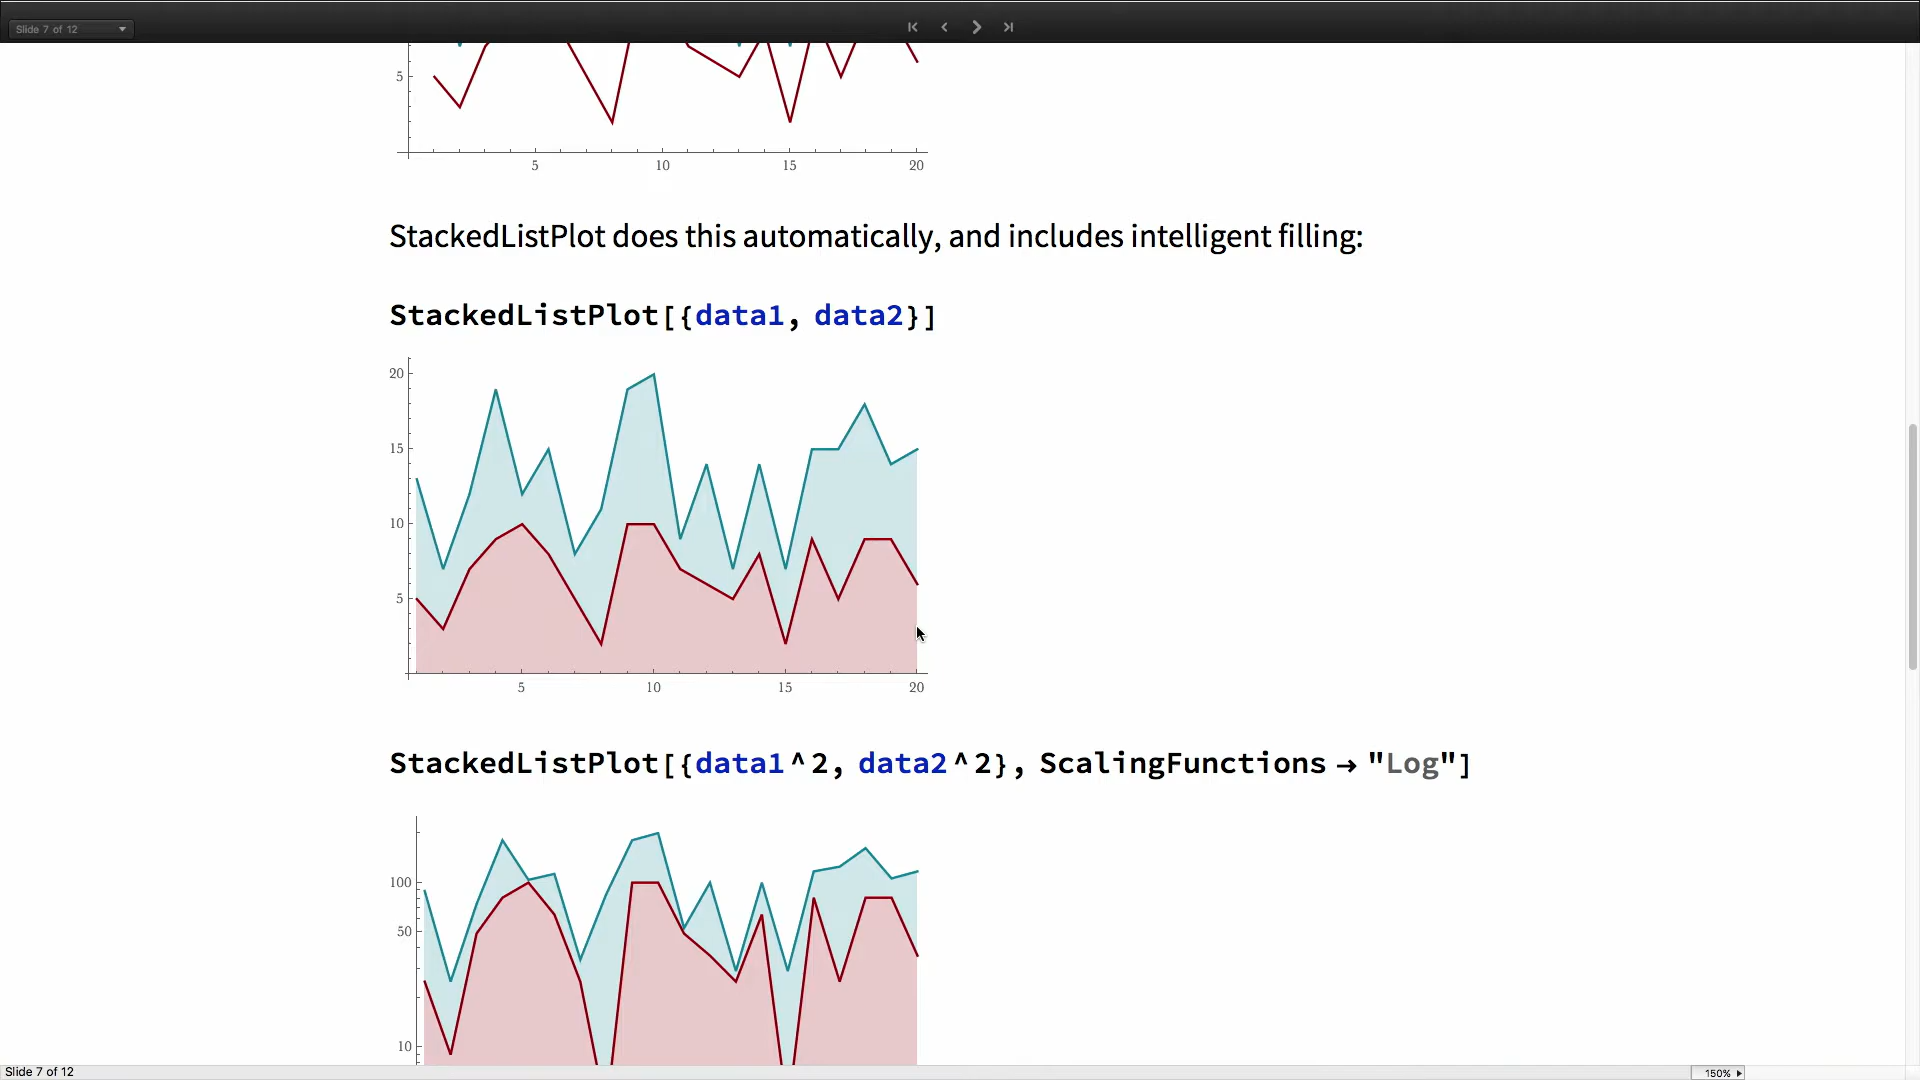 Slide 7 of 12
5
5 10 15 20
StackedListPlot does this automatically, and includes intelligent filling:
StackedListPlot[{data1, data2}]
20
15
10
5
5 10 15 20
StackedListPlot[{data1^2, data2^2}, ScalingFunctions → "Log"]
100
50
10
Slide 7 of 12
150%